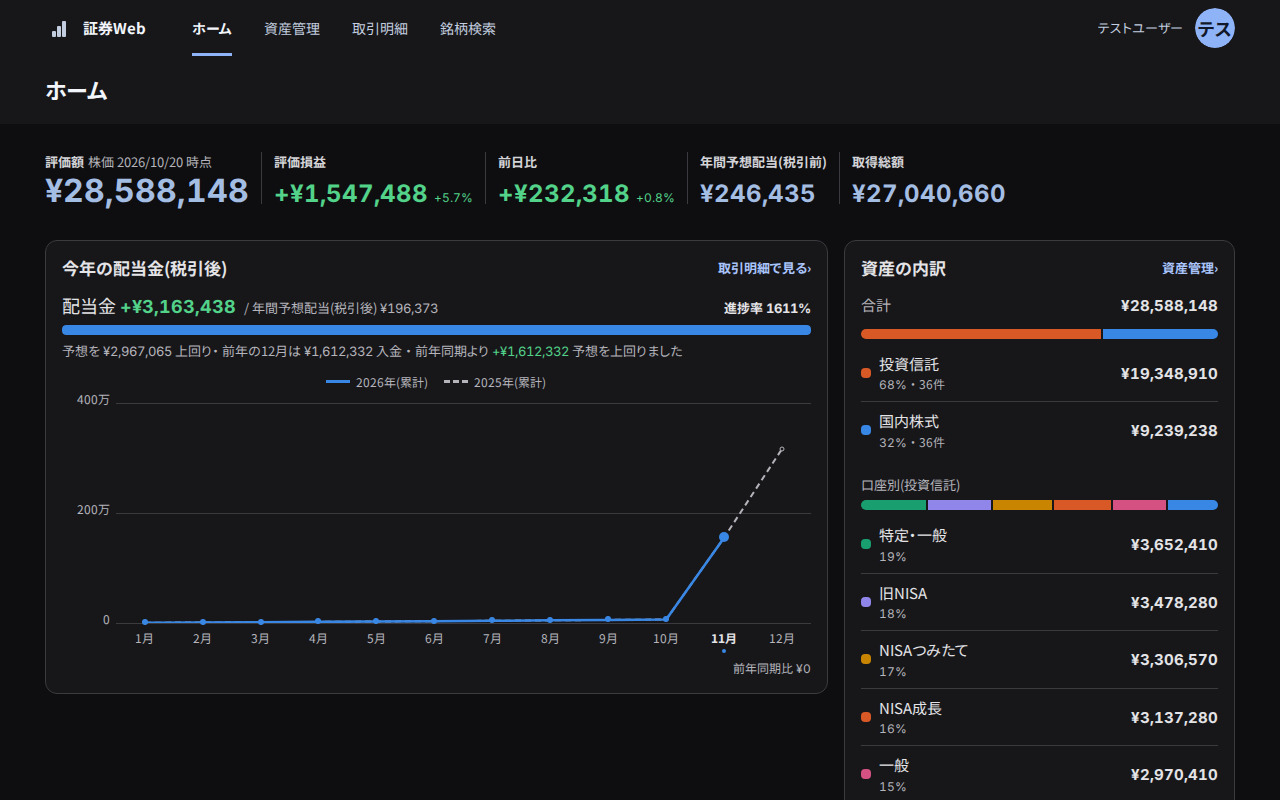 証券Web ホーム 資産管理 取引明細 銘柄検索 テストユーザー テス
ホーム
評価額 株価 2026/10/20 時点
¥28,588,148
評価損益
+¥1,547,488 +5.7%
前日比
+¥232,318 +0.8%
年間予想配当(税引前)
¥246,435
取得総額
¥27,040,660
今年の配当金(税引後) 取引明細で見る›
配当金 +¥3,163,438 / 年間予想配当(税引後) ¥196,373 進捗率 1611%
予想を ¥2,967,065 上回り・前年の12月は ¥1,612,332 入金・前年同期より +¥1,612,332 予想を上回りました
2026年(累計) 2025年(累計)
400万
200万
0
1月 2月 3月 4月 5月 6月 7月 8月 9月 10月 11月 12月
前年同期比 ¥0
資産の内訳 資産管理›
合計 ¥28,588,148
投資信託 ¥19,348,910
68%・36件
国内株式 ¥9,239,238
32%・36件
口座別(投資信託)
特定・一般 ¥3,652,410
19%
旧NISA ¥3,478,280
18%
NISAつみたて ¥3,306,570
17%
NISA成長 ¥3,137,280
16%
一般 ¥2,970,410
15%